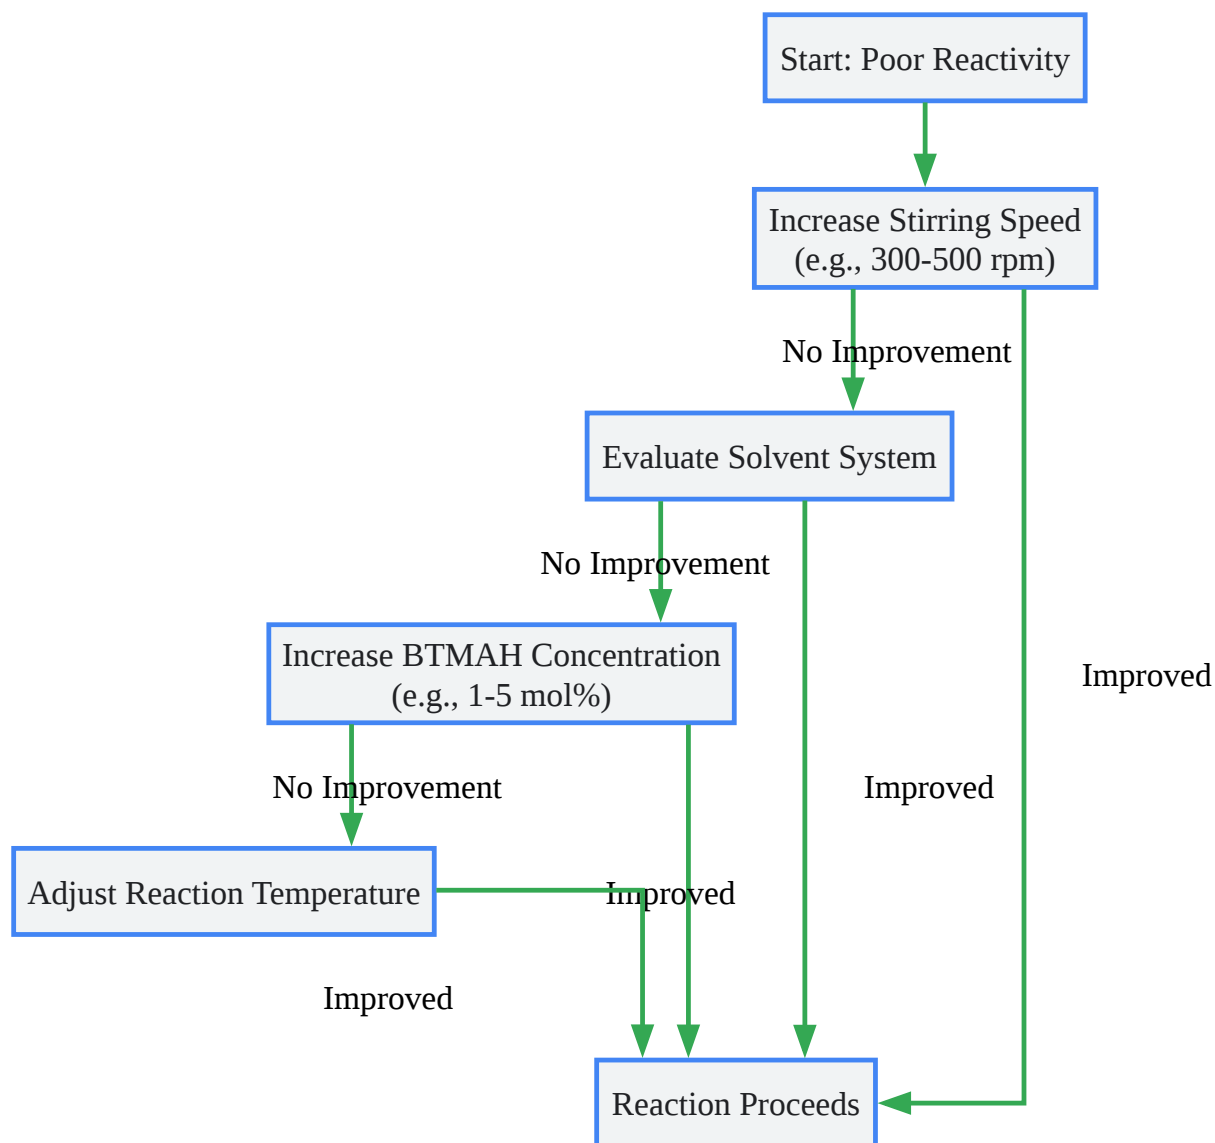 Start: Poor Reactivity
Increase Stirring Speed
(e.g., 300-500 rpm)
No Improvement
Evaluate Solvent System
No Improvement
Increase BTMAH Concentration
(e.g., 1-5 mol%)
Improved
No Improvement
Improved
Adjust Reaction Temperature
Improved
Improved
Reaction Proceeds